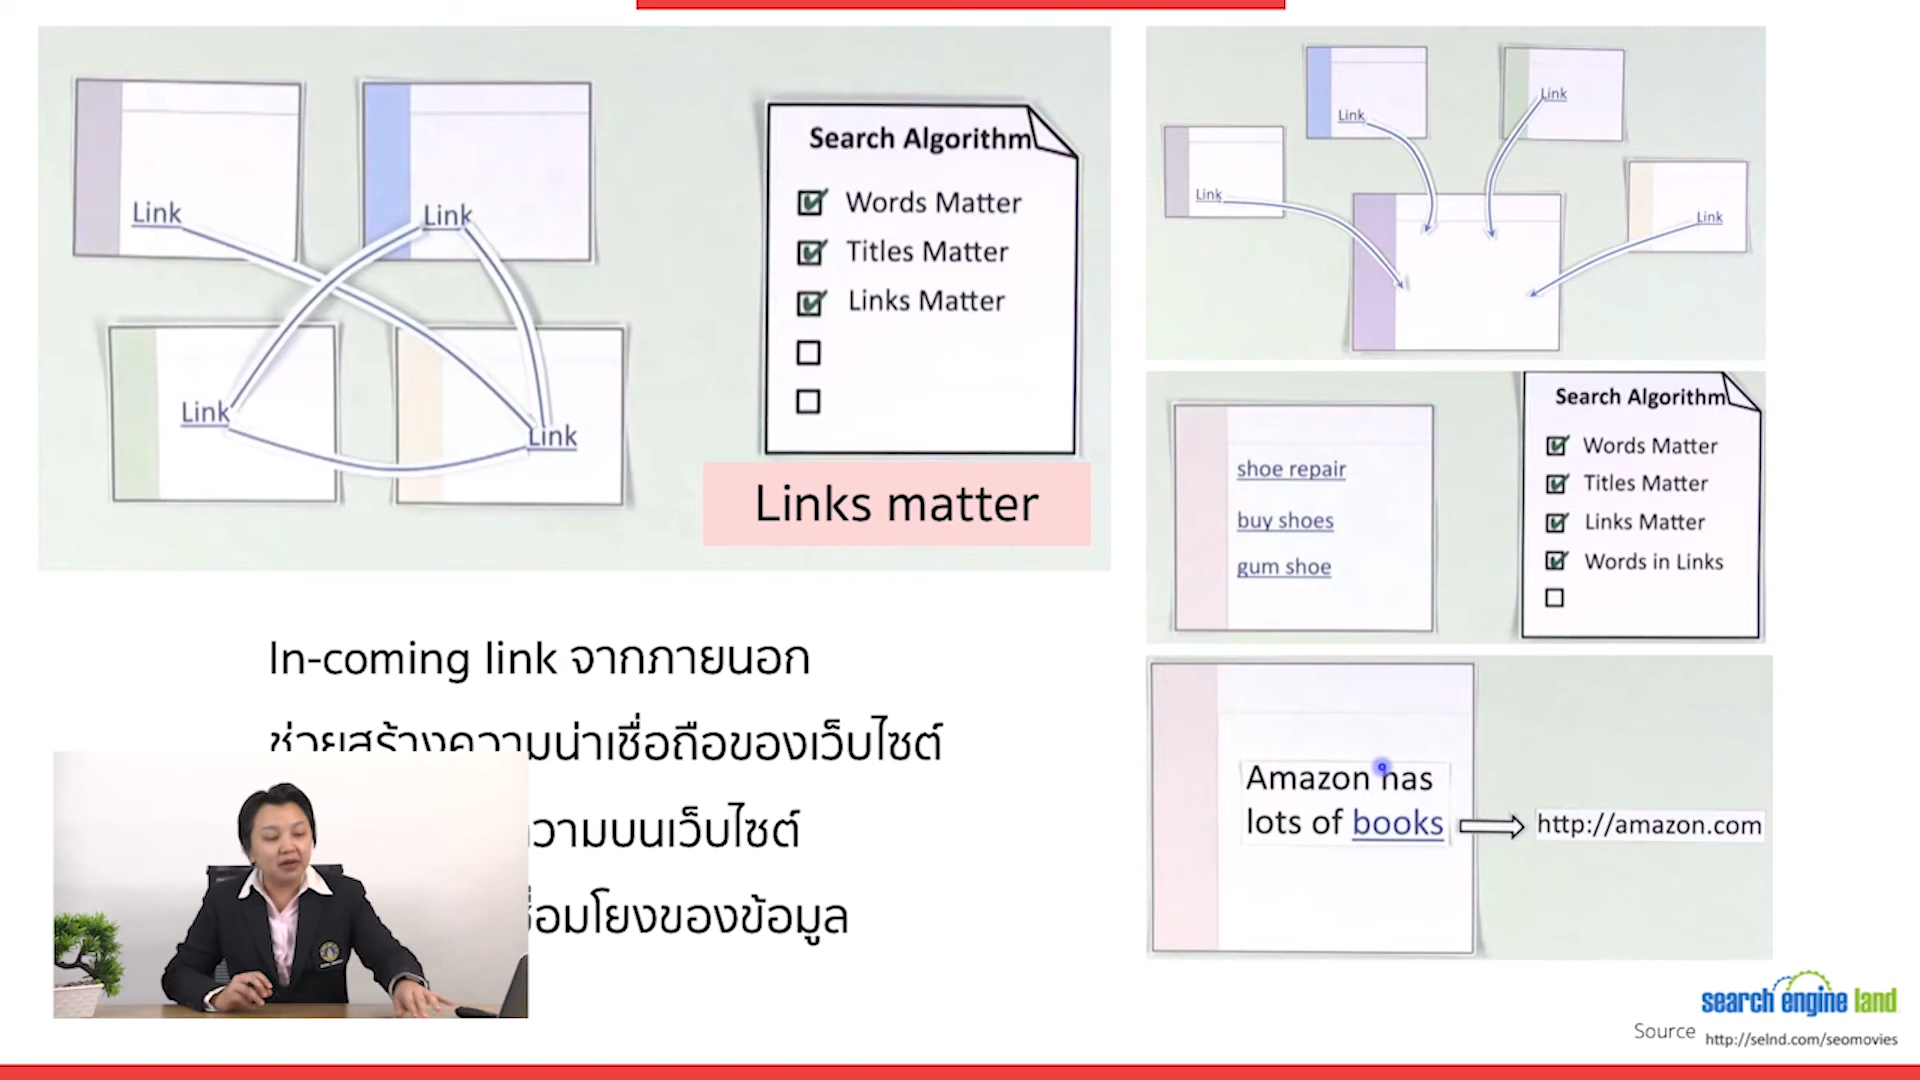 Link
Link
Link
Link
Search Algorithm
Words Matter
Titles Matter
Links Matter
Links matter
In-coming link จากภายนอก
ช่วยสร้างความน่าเชื่อถือของเว็บไซต์
ความบนเว็บไซต์
เชื่อมโยงของข้อมูล
Link
Link
Link
Link
shoe repair
buy shoes
gum shoe
Search Algorithm
Words Matter
Titles Matter
Links Matter
Words in Links
Amazon has
lots of books
http://amazon.com
search engine land
Source http://selnd.com/seomovies